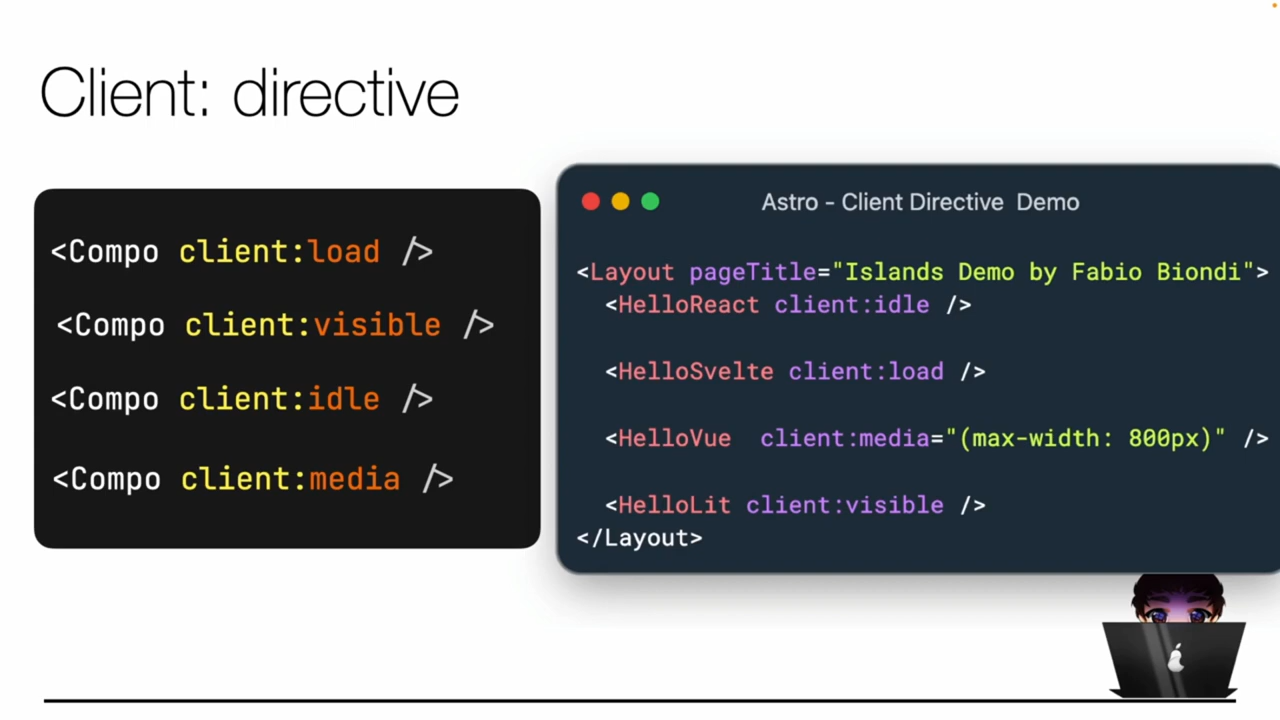 Client: directive
<Compo client:load />
<Compo client:visible />
<Compo client:idle />
<Compo client:media />
Astro - Client Directive  Demo
<Layout pageTitle="Islands Demo by Fabio Biondi">
  <HelloReact client:idle />
  <HelloSvelte client:load />
  <HelloVue  client:media="(max-width: 800px)" />
  <HelloLit client:visible />
</Layout>